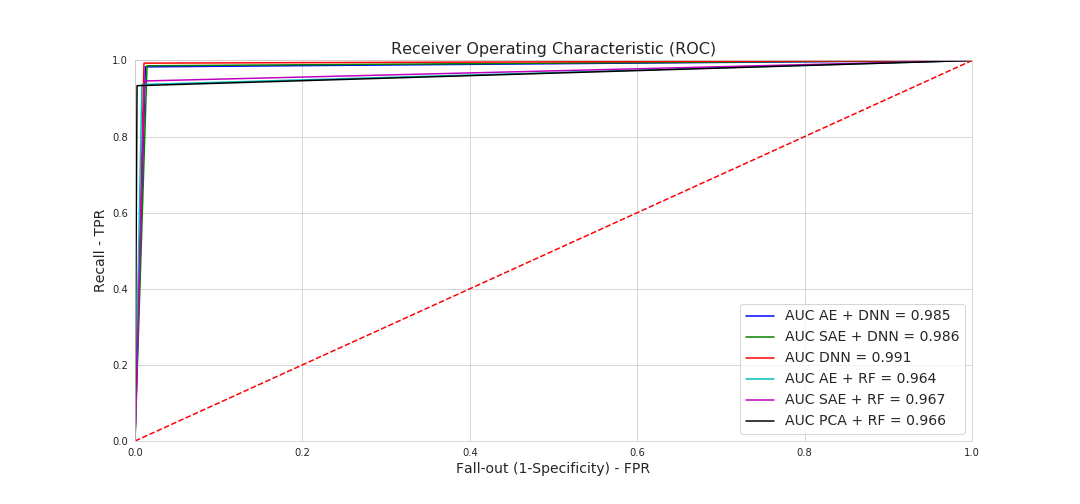 Receiver Operating Characteristic (ROC)
1.0
0.8
0.6
0.4
0.2
0.0
Recall - TPR
AUC AE + DNN = 0.985
AUC SAE + DNN = 0.986
AUC DNN = 0.991
AUC AE + RF = 0.964
AUC SAE + RF = 0.967
AUC PCA + RF = 0.966
0.0 0.2 0.4 0.6 0.8 1.0
Fall-out (1-Specificity) - FPR